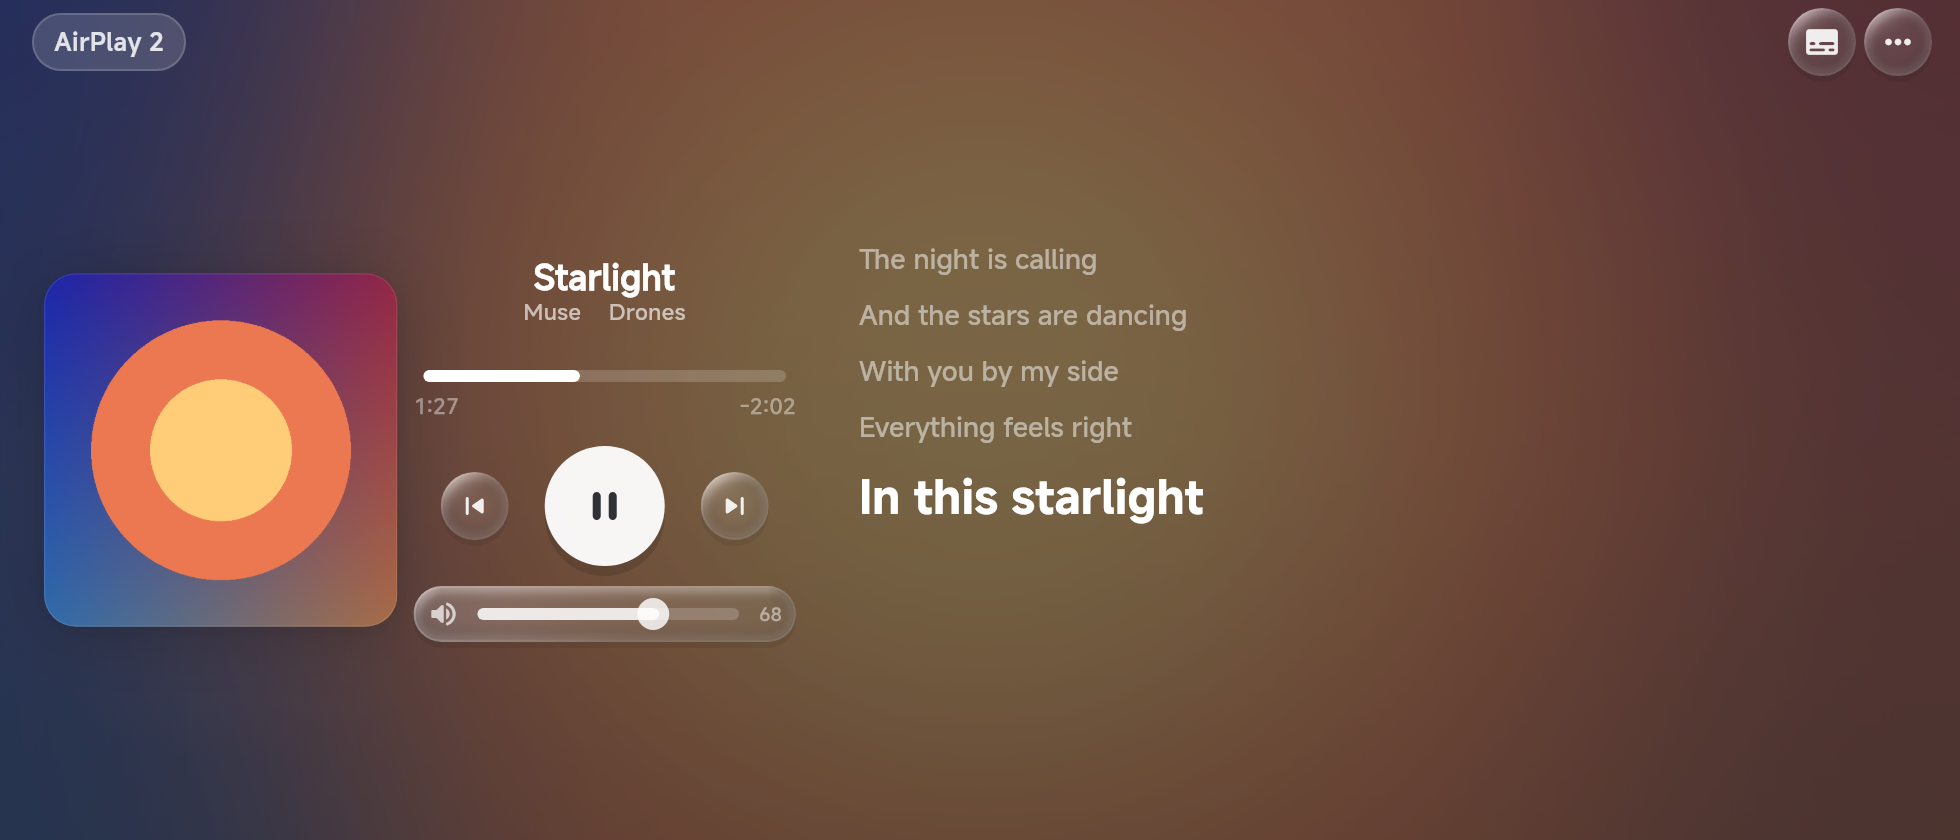 AirPlay 2
Starlight
Muse Drones
1:27 -2:02
68
The night is calling
And the stars are dancing
With you by my side
Everything feels right
In this starlight